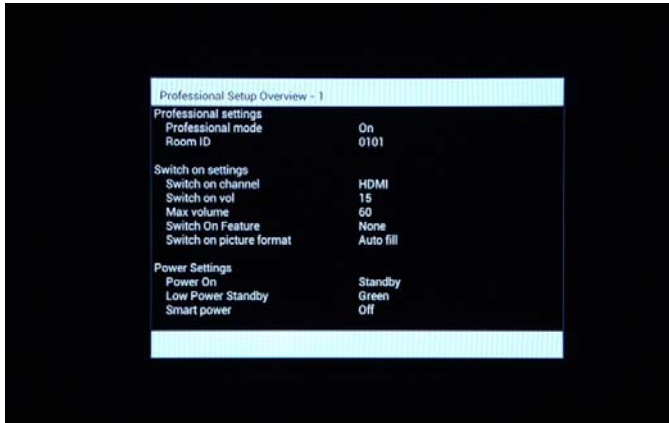 Professional Setup Overview - 1
Professional settings
Professional mode On
Room ID 0101
Switch on settings
Switch on channel HDMI
Switch on vol 15
Max volume 60
Switch On Feature None
Switch on picture format Auto fill
Power Settings
Power On Standby
Low Power Standby Green
Smart power Off